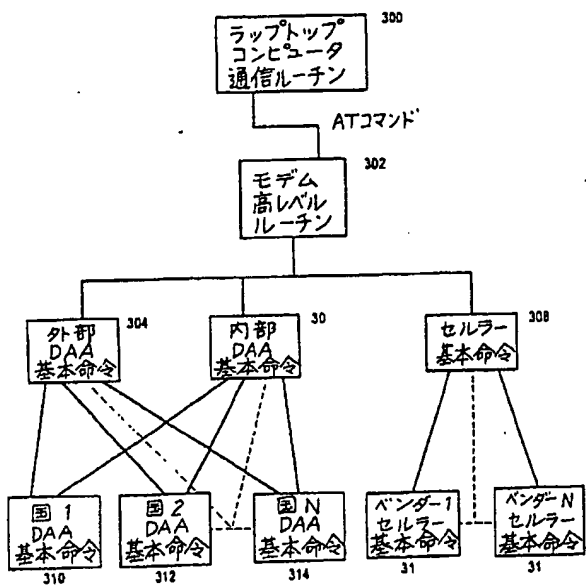 300
ラップトップ
コンピュータ
通信ルーチン
ATコマンド
302
モデム
高レベル
ルーチン
外部
DAA
基本命令
304
内部
DAA
基本命令
30
セルラー
基本命令
308
国1
DAA
基本命令
310
国2
DAA
基本命令
312
国N
DAA
基本命令
314
ベンダー1
セルラー
基本命令
31
ベンダーN
セルラー
基本命令
31